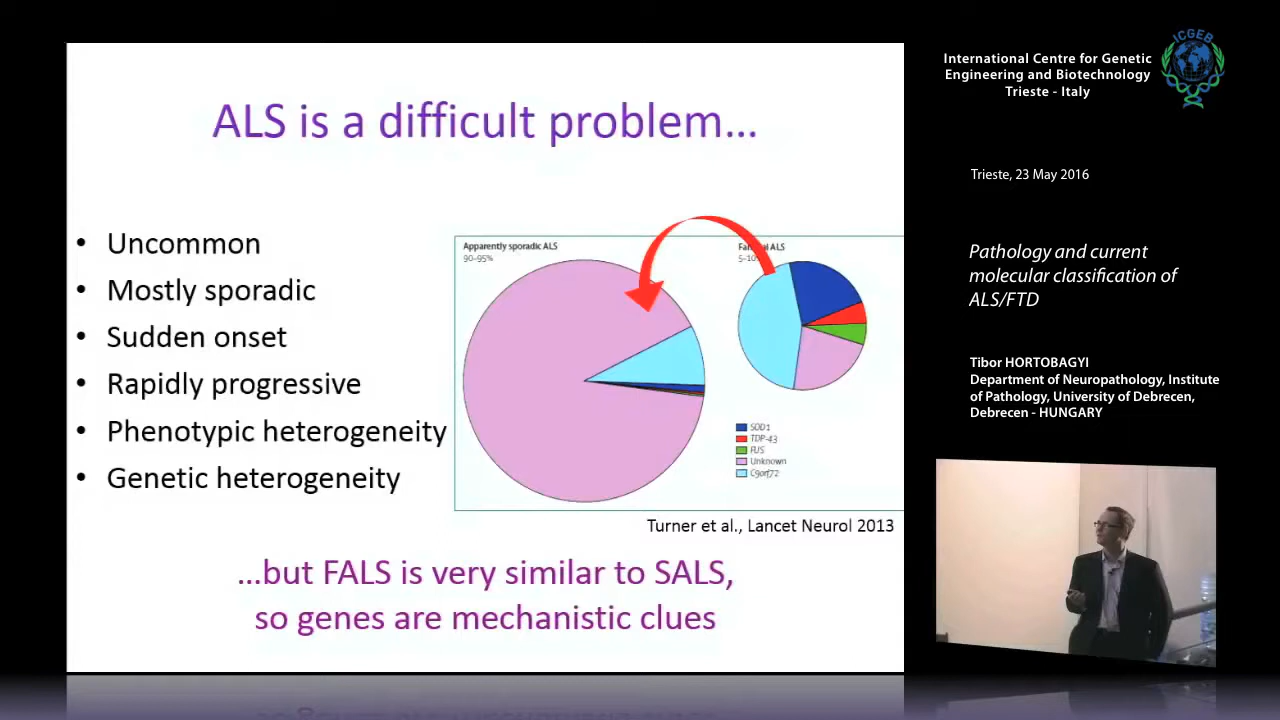 ALS is a difficult problem...
• Uncommon
• Mostly sporadic
• Sudden onset
• Rapidly progressive
• Phenotypic heterogeneity
• Genetic heterogeneity
Apparently sporadic ALS
90–95%
ALS
SOD1
TDP-43
FUS
Unknown
C9orf72
Turner et al., Lancet Neurol 2013
...but FALS is very similar to SALS,
so genes are mechanistic clues
International Centre for Genetic
Engineering and Biotechnology
Trieste - Italy
ICGEB
Trieste, 23 May 2016
Pathology and current
molecular classification of
ALS/FTD
Tibor HORTOBAGYI
Department of Neuropathology, Institute
of Pathology, University of Debrecen,
Debrecen - HUNGARY